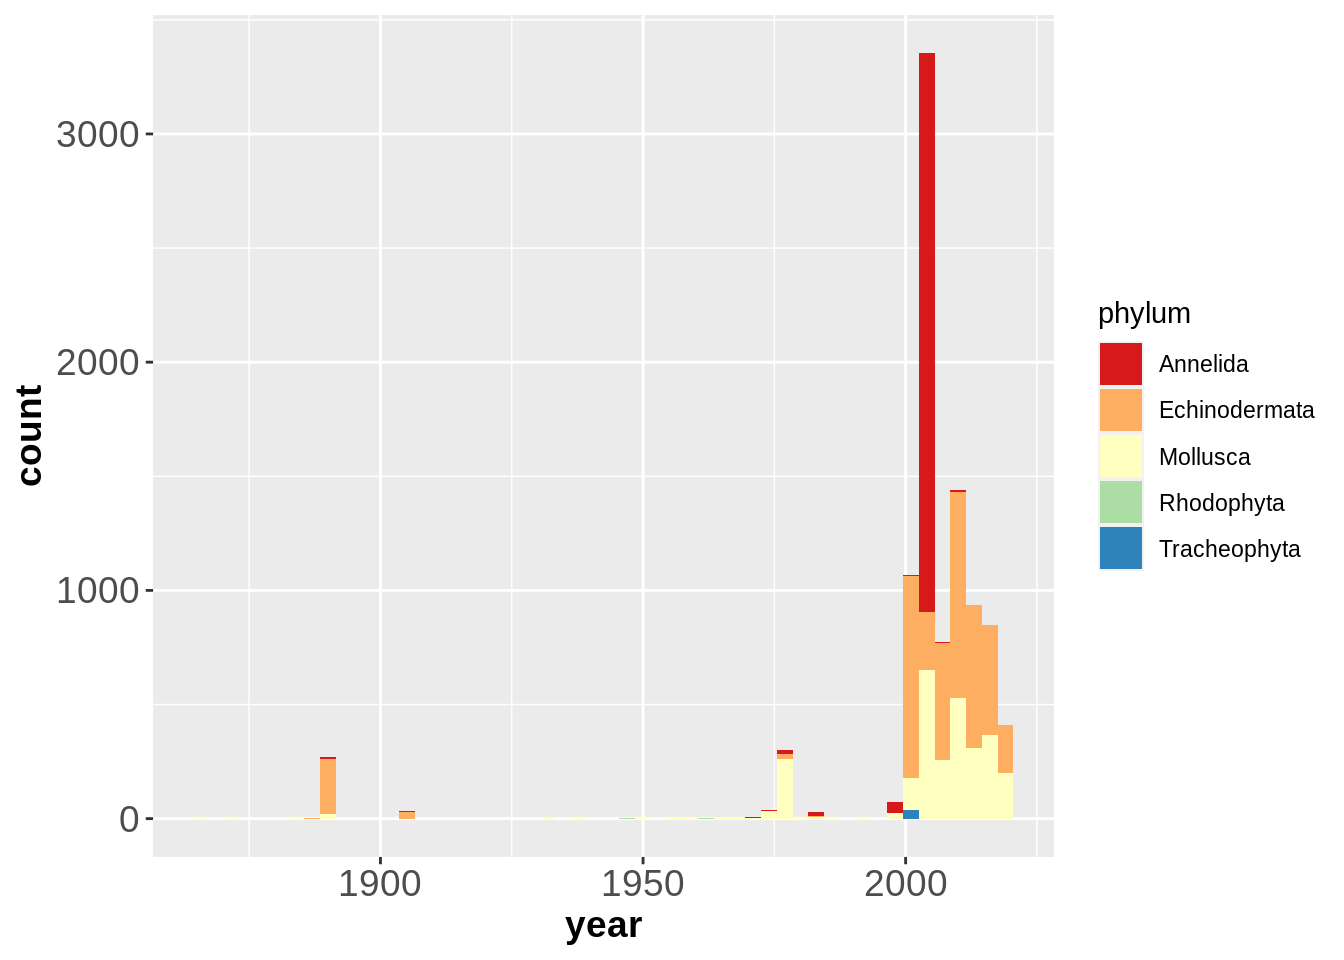 3000
2000
1000
0
count
1900 1950 2000
year
phylum
Annelida
Echinodermata
Mollusca
Rhodophyta
Tracheophyta